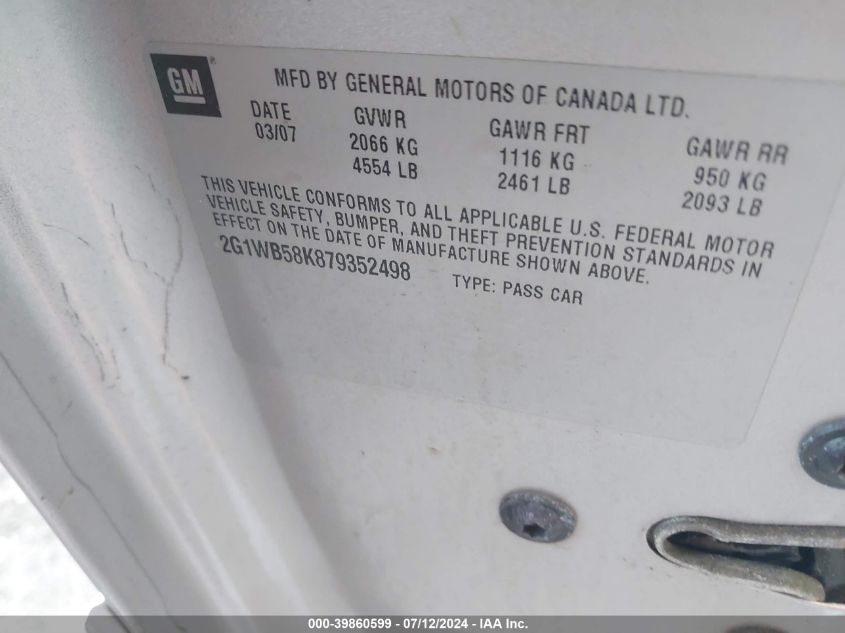 GM
MFD BY GENERAL MOTORS OF CANADA LTD.
DATE GVWR GAWR FRT GAWR RR
03/07 2066 KG 1116 KG 950 KG
4554 LB 2461 LB 2093 LB
THIS VEHICLE CONFORMS TO ALL APPLICABLE U.S. FEDERAL MOTOR
VEHICLE SAFETY, BUMPER, AND THEFT PREVENTION STANDARDS IN
EFFECT ON THE DATE OF MANUFACTURE SHOWN ABOVE.
2G1WB58K879352498 TYPE: PASS CAR
000-39860599 - 07/12/2024 - IAA Inc.